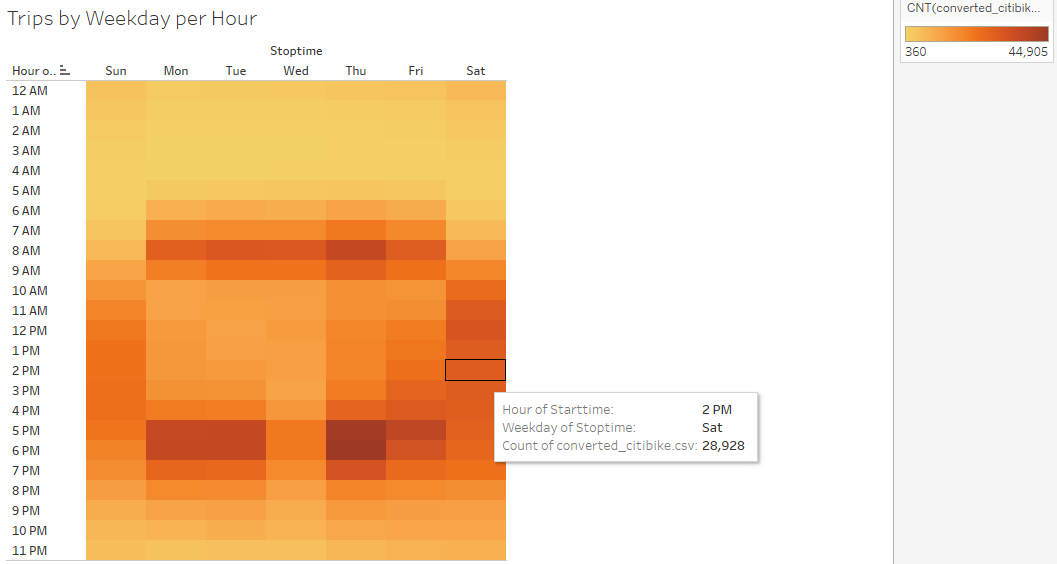 Trips by Weekday per Hour
Stoptime
Hour o.. Sun Mon Tue Wed Thu Fri Sat
12 AM
1 AM
2 AM
3 AM
4 AM
5 AM
6 AM
7 AM
8 AM
9 AM
10 AM
11 AM
12 PM
1 PM
2 PM
3 PM
4 PM
5 PM
6 PM
7 PM
8 PM
9 PM
10 PM
11 PM
Hour of Starttime: 2 PM
Weekday of Stoptime: Sat
Count of converted_citibike.csv: 28,928
CNT(converted_citibik...
360 44,905